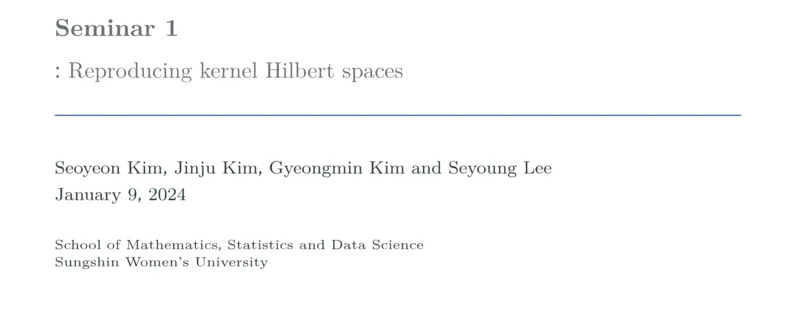 Seminar 1
: Reproducing kernel Hilbert spaces
Seoyeon Kim, Jinju Kim, Gyeongmin Kim and Seyoung Lee
January 9, 2024
School of Mathematics, Statistics and Data Science
Sungshin Women's University